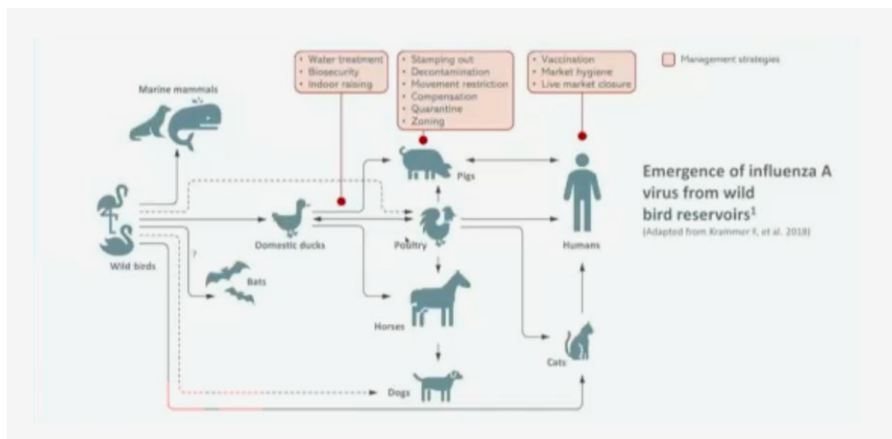 • Water treatment
• Biosecurity
• Indoor raising
• Stamping out
• Decontamination
• Movement restriction
• Compensation
• Quarantine
• Zoning
• Vaccination
• Market hygiene
• Live market closure
Management strategies
Marine mammals
Pigs
Emergence of influenza A
virus from wild
bird reservoirs¹
(Adapted from Krammer F, et al. 2018)
Domestic ducks
Poultry
Humans
Wild birds
?
Bats
Horses
Cats
Dogs